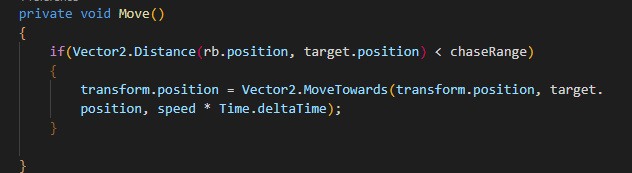 private void Move()
{
if(Vector2.Distance(rb.position, target.position) < chaseRange)
{
transform.position = Vector2.MoveTowards(transform.position, target.
position, speed * Time.deltaTime);
}
}